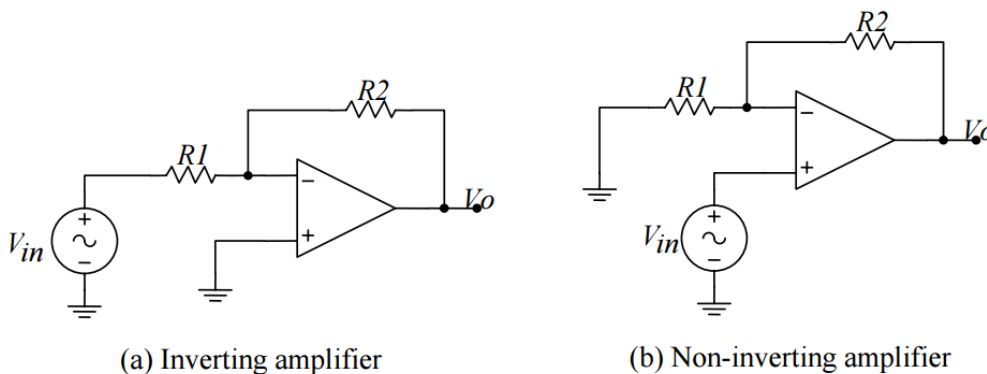 R2
R1
−
+
Vo
+
−
Vin
(a) Inverting amplifier
R2
R1
−
+
Vo
+
−
Vin
(b) Non-inverting amplifier